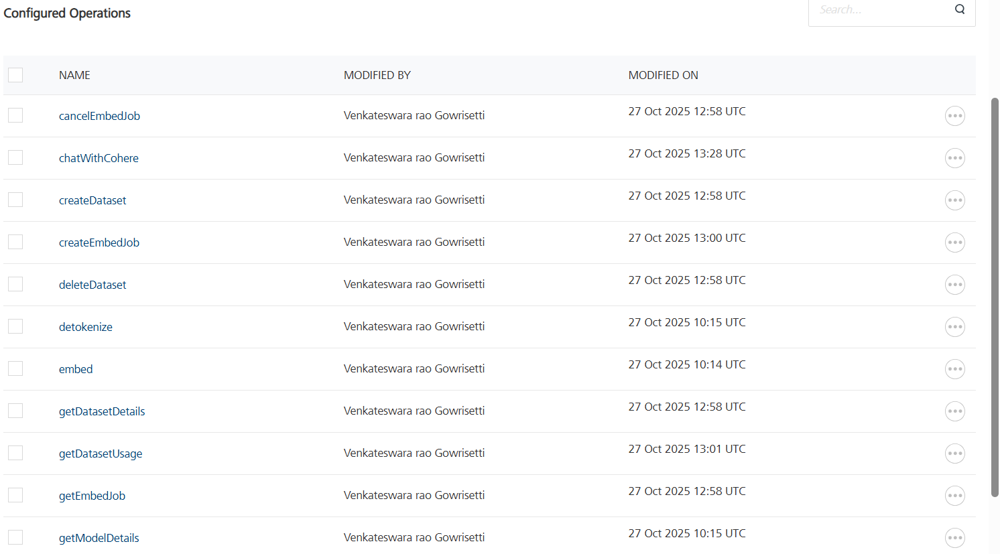 Configured Operations
Search...
NAME MODIFIED BY MODIFIED ON
cancelEmbedJob Venkateswara rao Gowrisetti 27 Oct 2025 12:58 UTC
chatWithCohere Venkateswara rao Gowrisetti 27 Oct 2025 13:28 UTC
createDataset Venkateswara rao Gowrisetti 27 Oct 2025 12:58 UTC
createEmbedJob Venkateswara rao Gowrisetti 27 Oct 2025 13:00 UTC
deleteDataset Venkateswara rao Gowrisetti 27 Oct 2025 12:58 UTC
detokenize Venkateswara rao Gowrisetti 27 Oct 2025 10:15 UTC
embed Venkateswara rao Gowrisetti 27 Oct 2025 10:14 UTC
getDatasetDetails Venkateswara rao Gowrisetti 27 Oct 2025 12:58 UTC
getDatasetUsage Venkateswara rao Gowrisetti 27 Oct 2025 13:01 UTC
getEmbedJob Venkateswara rao Gowrisetti 27 Oct 2025 12:58 UTC
getModelDetails Venkateswara rao Gowrisetti 27 Oct 2025 10:15 UTC